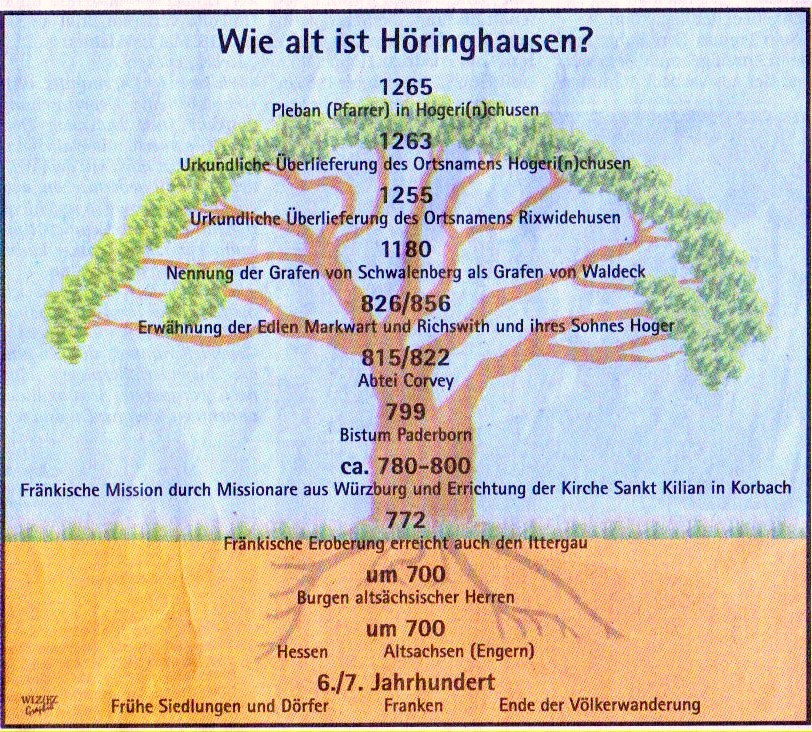 Wie alt ist Höringhausen?
1265
Pleban (Pfarrer) in Hogeri(n)chusen
1263
Urkundliche Überlieferung des Ortsnamens Hogeri(n)chusen
1255
Urkundliche Überlieferung des Ortsnamens Rixwidehusen
1180
Nennung der Grafen von Schwalenberg als Grafen von Waldeck
826/856
Erwähnung der Edlen Markwart und Richswith und ihres Sohnes Hoger
815/822
Abtei Corvey
799
Bistum Paderborn
ca. 780-800
Fränkische Mission durch Missionare aus Würzburg und Errichtung der Kirche Sankt Kilian in Korbach
772
Fränkische Eroberung erreicht auch den Ittergau
um 700
Burgen altsächsischer Herren
um 700
Hessen Altsachsen (Engern)
6./7. Jahrhundert
Frühe Siedlungen und Dörfer Franken Ende der Völkerwanderung